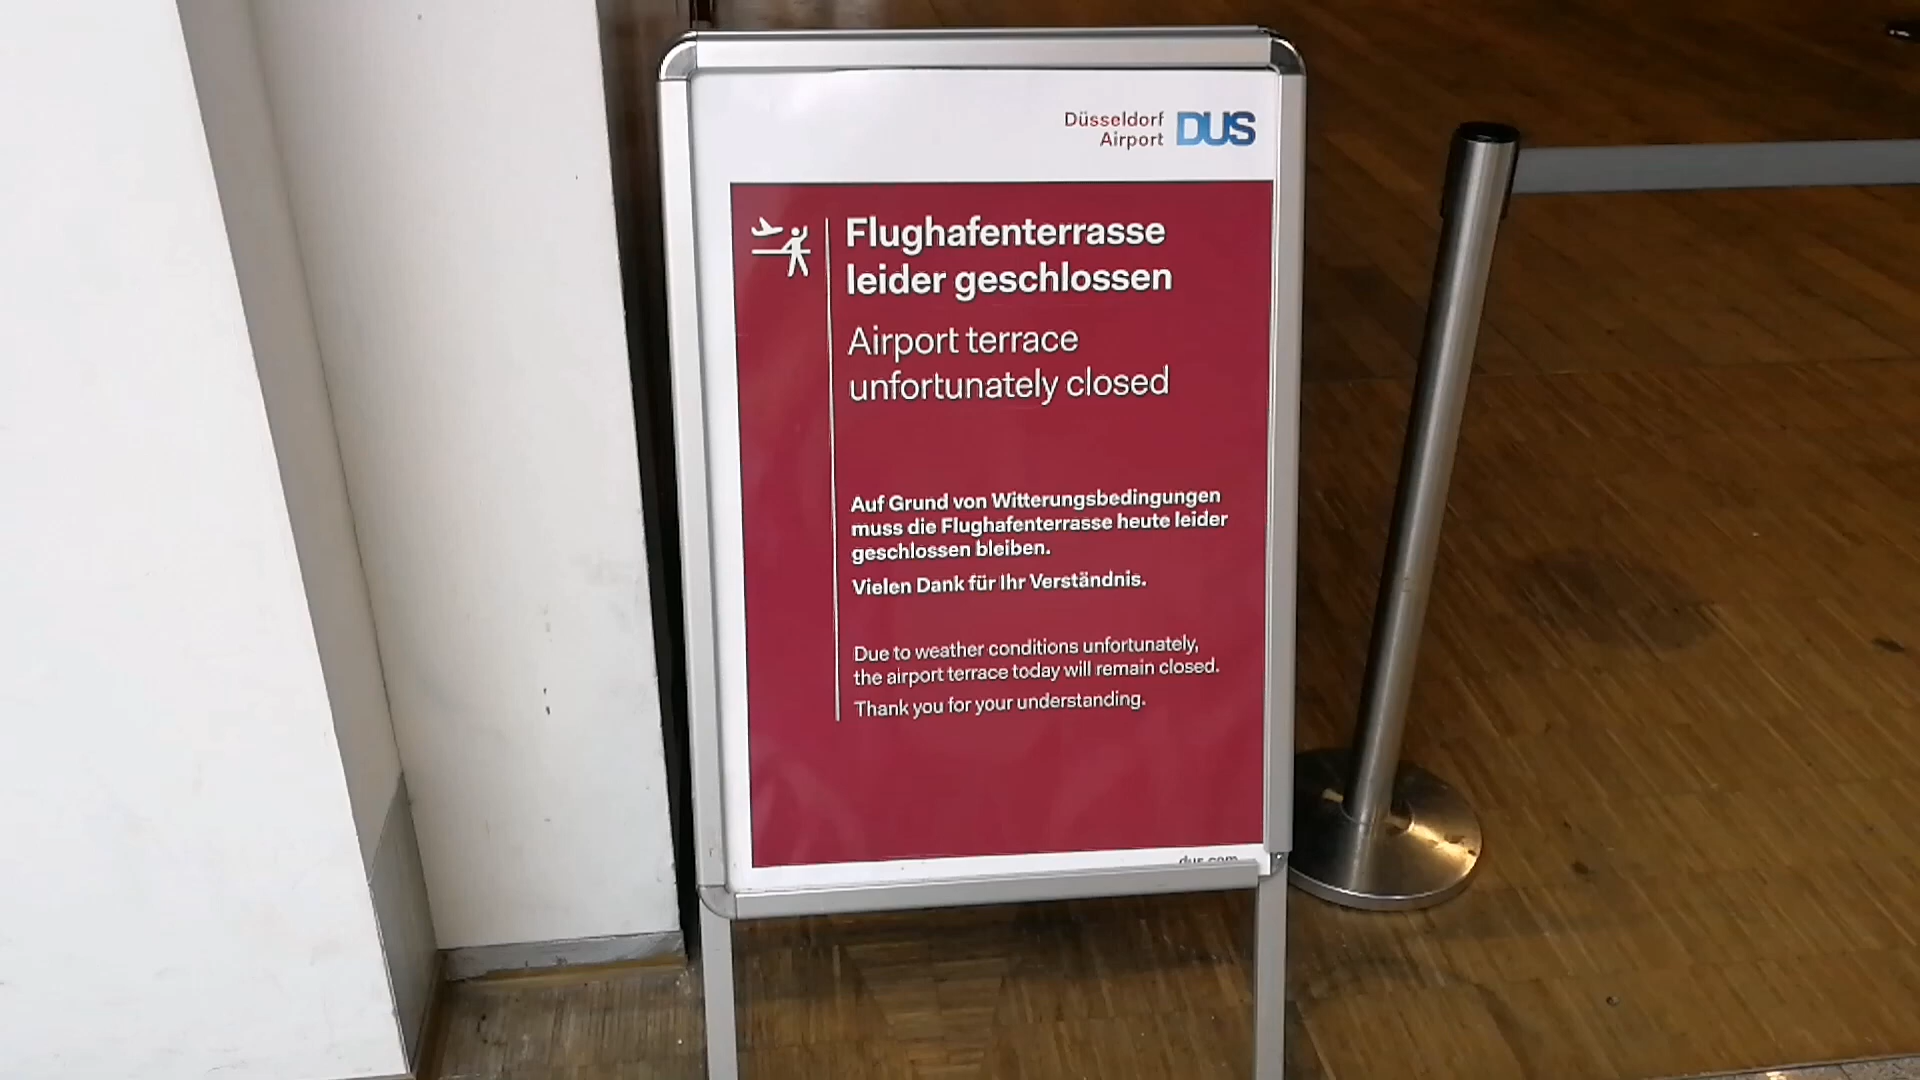 Düsseldorf
Airport DUS
Flughafenterrasse
leider geschlossen
Airport terrace
unfortunately closed
Auf Grund von Witterungsbedingungen
muss die Flughafenterrasse heute leider
geschlossen bleiben.
Vielen Dank für Ihr Verständnis.
Due to weather conditions unfortunately,
the airport terrace today will remain closed.
Thank you for your understanding.
dus.com